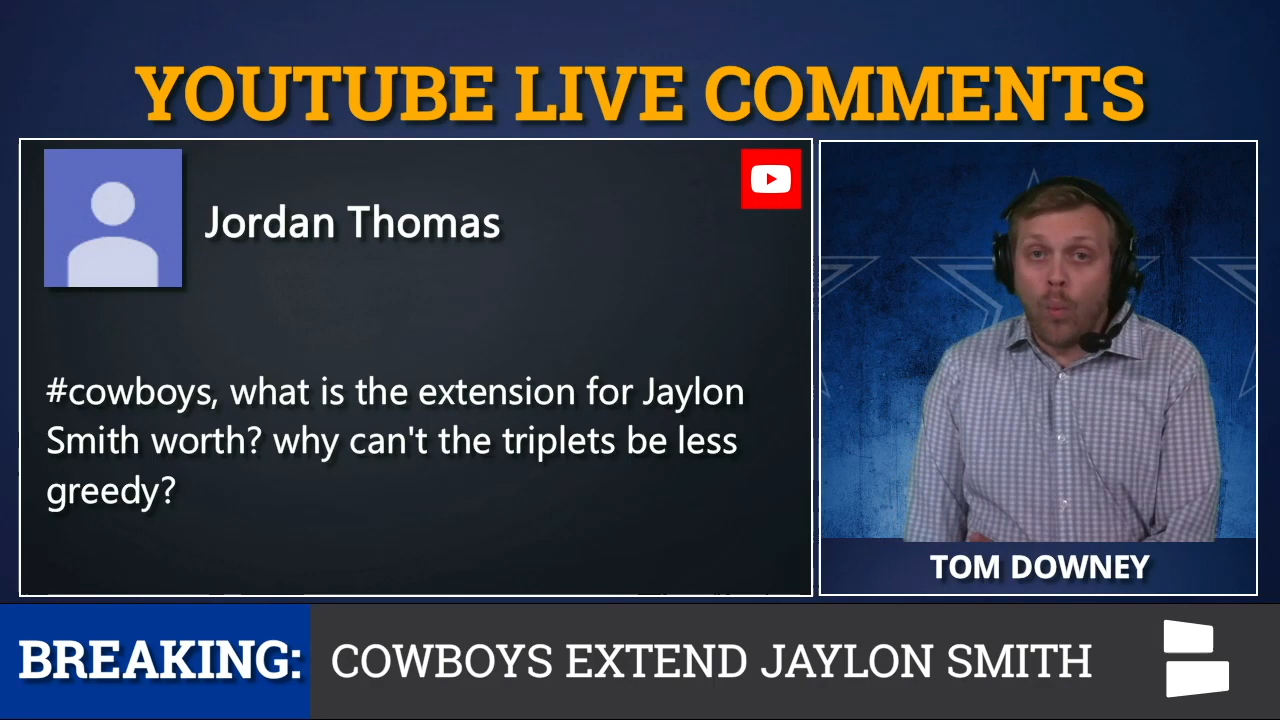 YOUTUBE LIVE COMMENTS
Jordan Thomas
#cowboys, what is the extension for Jaylon
Smith worth? why can't the triplets be less
greedy?
TOM DOWNEY
BREAKING: COWBOYS EXTEND JAYLON SMITH